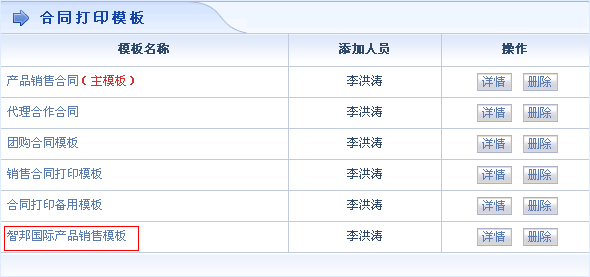 合同打印模板
模板名称 添加人员 操作
产品销售合同（主模板） 李洪涛 详情 删除
代理合作合同 李洪涛 详情 删除
团购合同模板 李洪涛 详情 删除
销售合同打印模板 李洪涛 详情 删除
合同打印备用模板 李洪涛 详情 删除
智邦国际产品销售模板 李洪涛 详情 删除